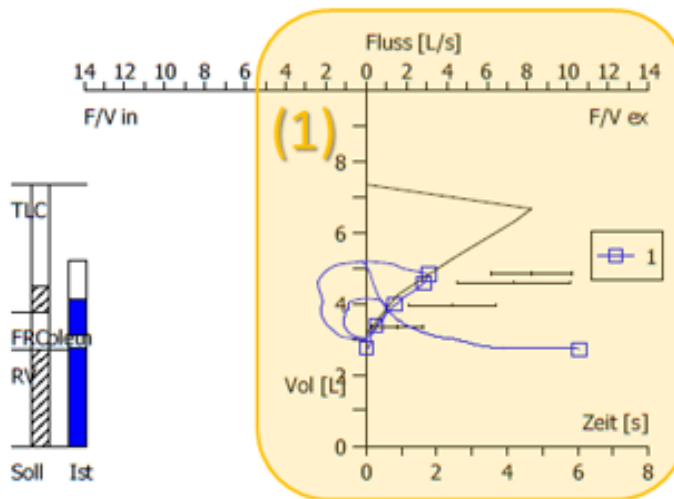 Fluss [L/s]
14 12 10 8 6 4 2 0 2 4 6 8 10 12 14
F/V in
(1)
F/V ex
8
TLC
6
1
4
FRCpleth
RV
2
Vol [L]
Zeit [s]
0
Soll Ist
0 2 4 6 8